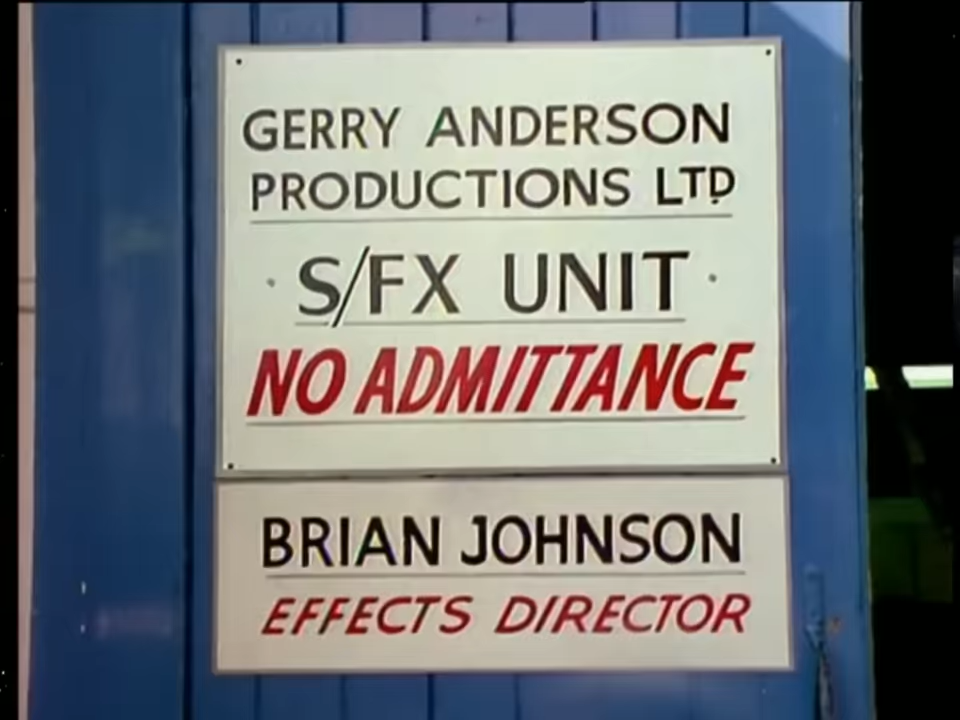 GERRY ANDERSON
PRODUCTIONS LTD
S/FX UNIT
NO ADMITTANCE
BRIAN JOHNSON
EFFECTS DIRECTOR